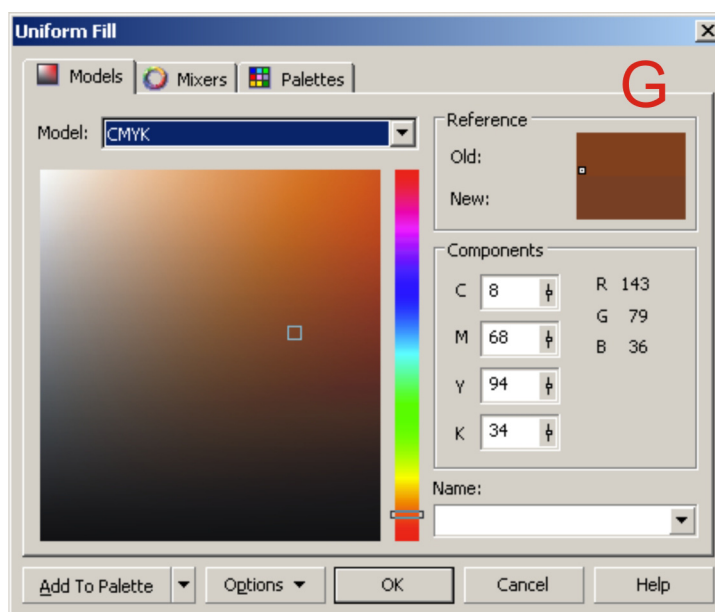 Uniform Fill
Models Mixers Palettes
G
Model: CMYK
Reference
Old:
New:
Components
C 8 R 143
G 79
M 68 B 36
Y 94
K 34
Name:
Add To Palette Options OK Cancel Help